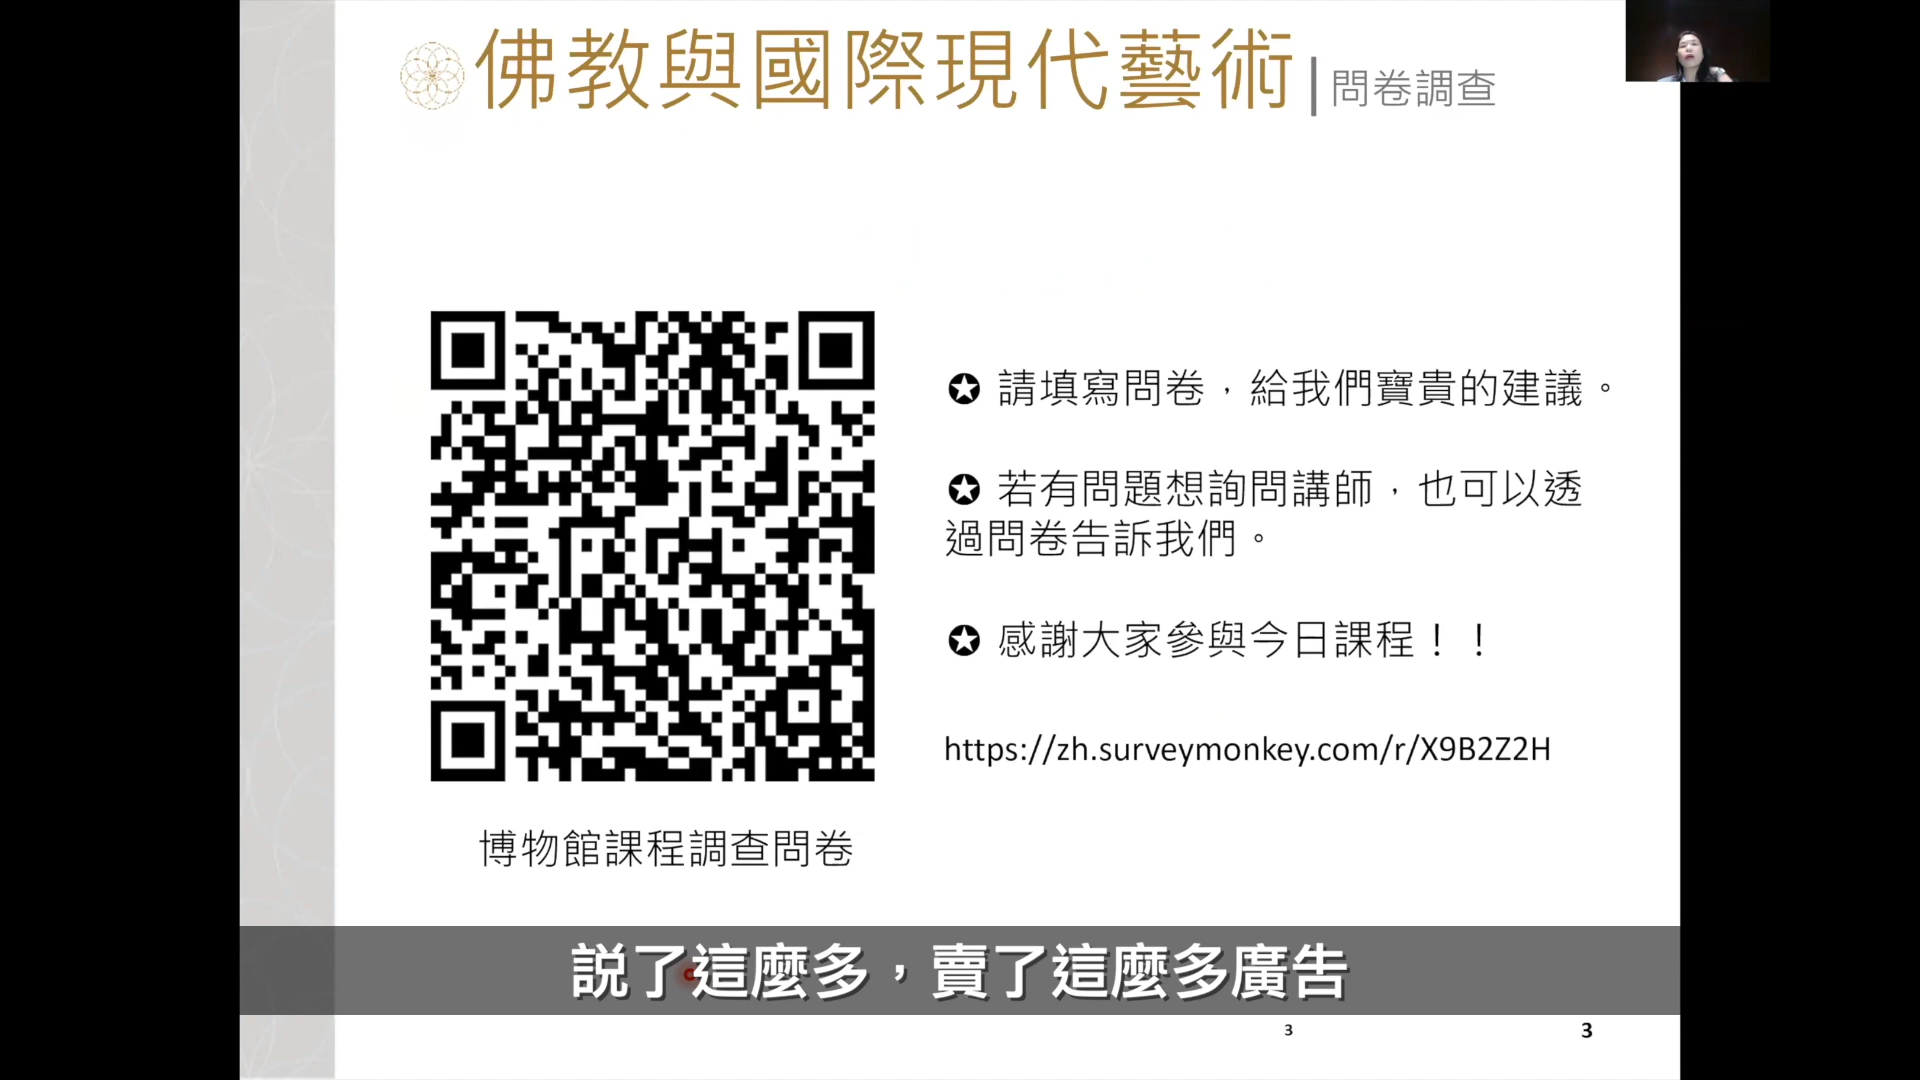 佛教與國際現代藝術|問卷調查
✪ 請填寫問卷，給我們寶貴的建議。
✪ 若有問題想詢問講師，也可以透
過問卷告訴我們。
✪ 感謝大家參與今日課程！！
https://zh.surveymonkey.com/r/X9B2Z2H
博物館課程調查問卷
説了這麼多，賣了這麼多廣告
3
3